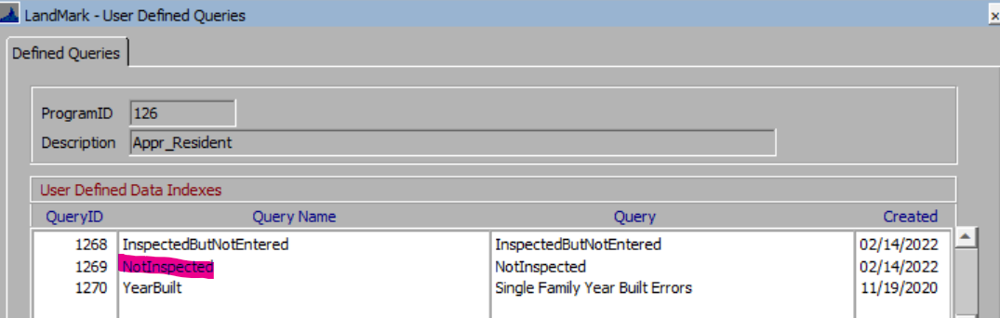 LandMark - User Defined Queries
Defined Queries
ProgramID 126
Description Appr_Resident
User Defined Data Indexes
QueryID Query Name Query Created
1268 InspectedButNotEntered InspectedButNotEntered 02/14/2022
1269 NotInspected NotInspected 02/14/2022
1270 YearBuilt Single Family Year Built Errors 11/19/2020